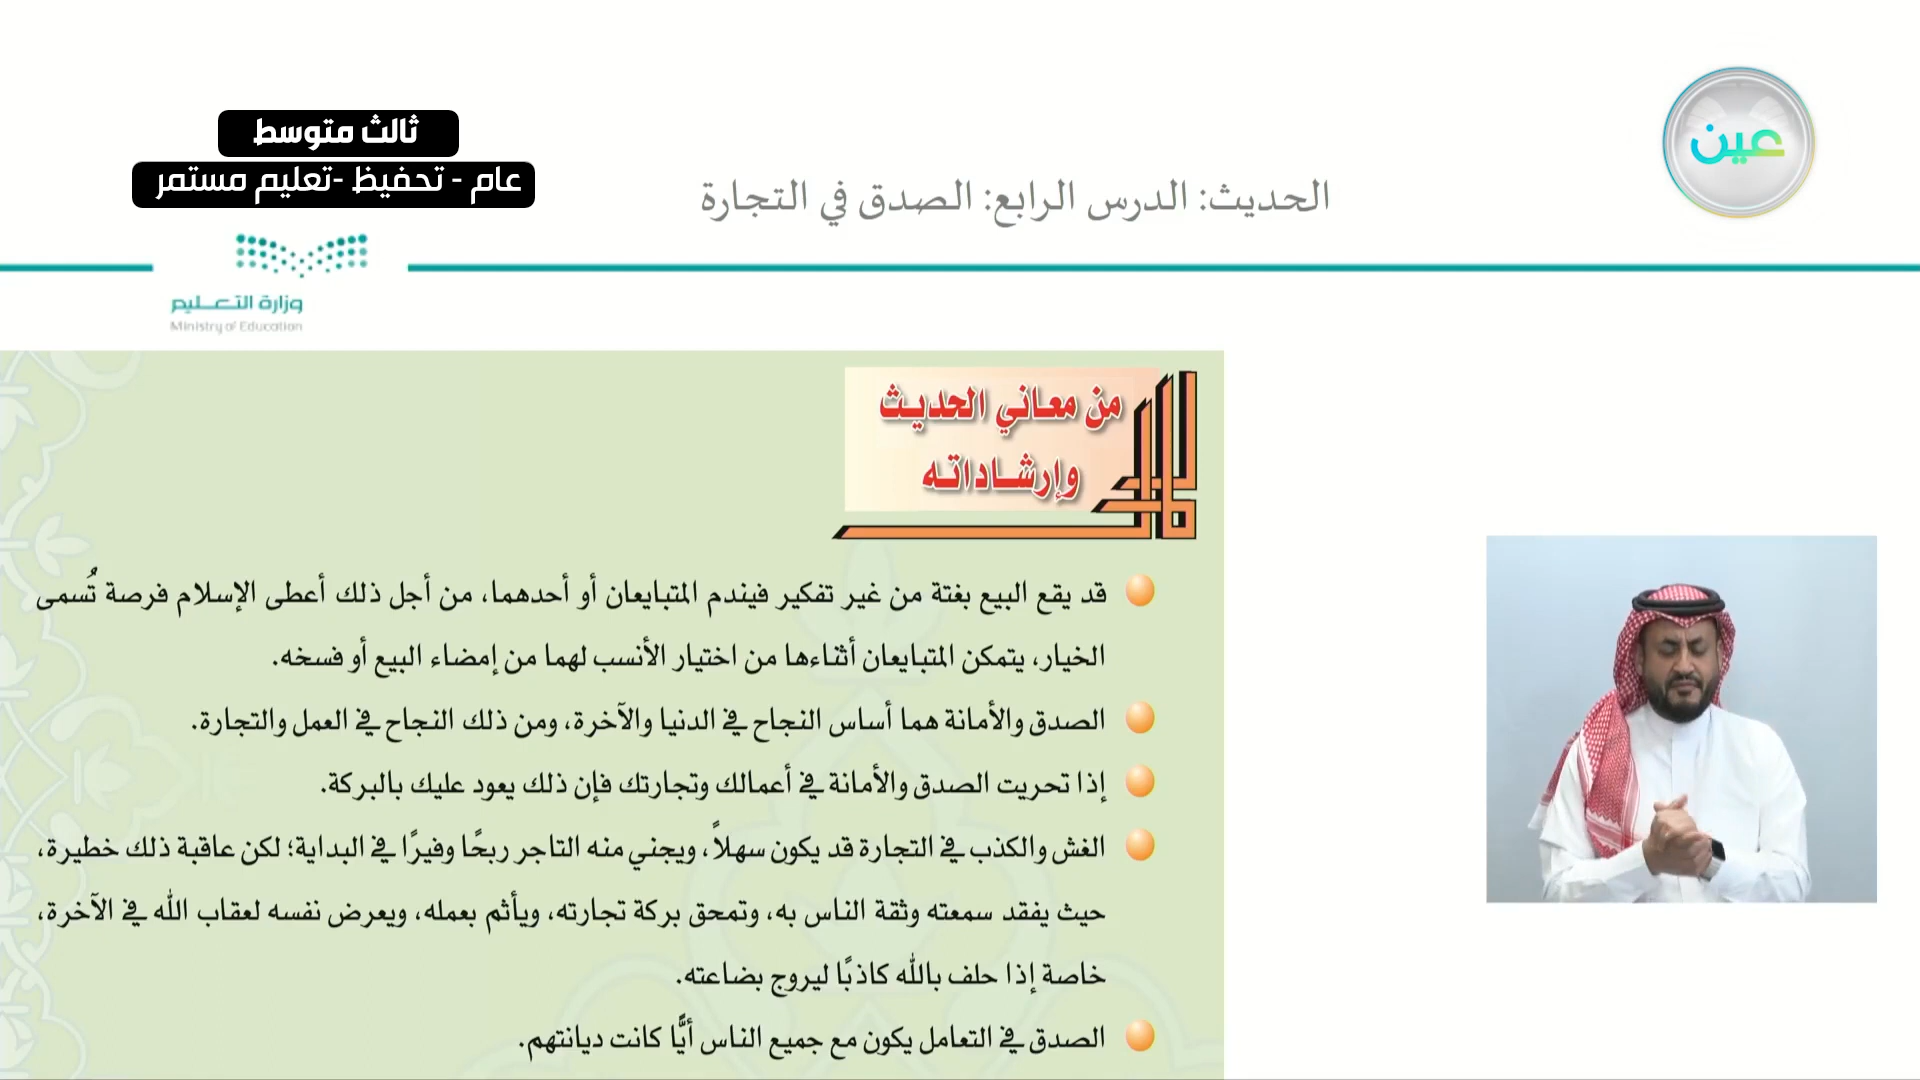 عين
ثالث متوسط
عام - تحفيظ -تعليم مستمر
الحديث: الدرس الرابع: الصدق في التجارة
وزارة التعليم
Ministry of Education
من معاني الحديث
وإرشاداته
قد يقع البيع بغتة من غير تفكير فيندم المتبايعان أو أحدهما، من أجل ذلك أعطى الإسلام فرصة تُسمى
الخيار، يتمكن المتبايعان أثناءها من اختيار الأنسب لهما من إمضاء البيع أو فسخه.
الصدق والأمانة هما أساس النجاح في الدنيا والآخرة، ومن ذلك النجاح في العمل والتجارة.
إذا تحريت الصدق والأمانة في أعمالك وتجارتك فإن ذلك يعود عليك بالبركة.
الغش والكذب في التجارة قد يكون سهلاً، ويجني منه التاجر ربحًا وفيرًا في البداية؛ لكن عاقبة ذلك خطيرة،
حيث يفقد سمعته وثقة الناس به، وتمحق بركة تجارته، ويأثم بعمله، ويعرض نفسه لعقاب الله في الآخرة،
خاصة إذا حلف بالله كاذبًا ليروج بضاعته.
الصدق في التعامل يكون مع جميع الناس أيًّا كانت ديانتهم.